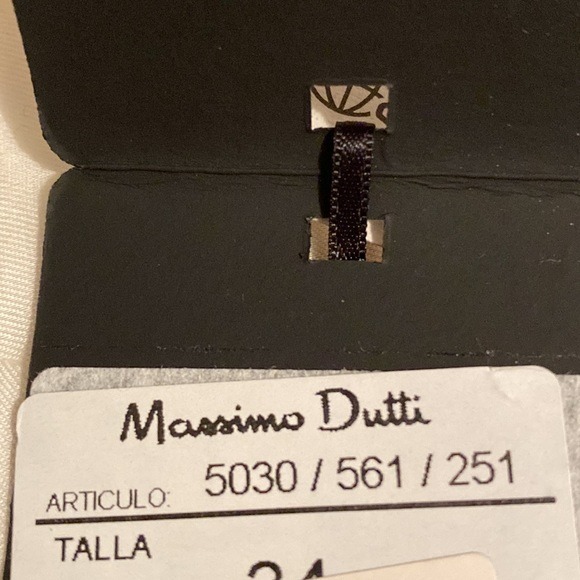 Massimo Dutti
ARTICULO: 5030 / 561 / 251
TALLA